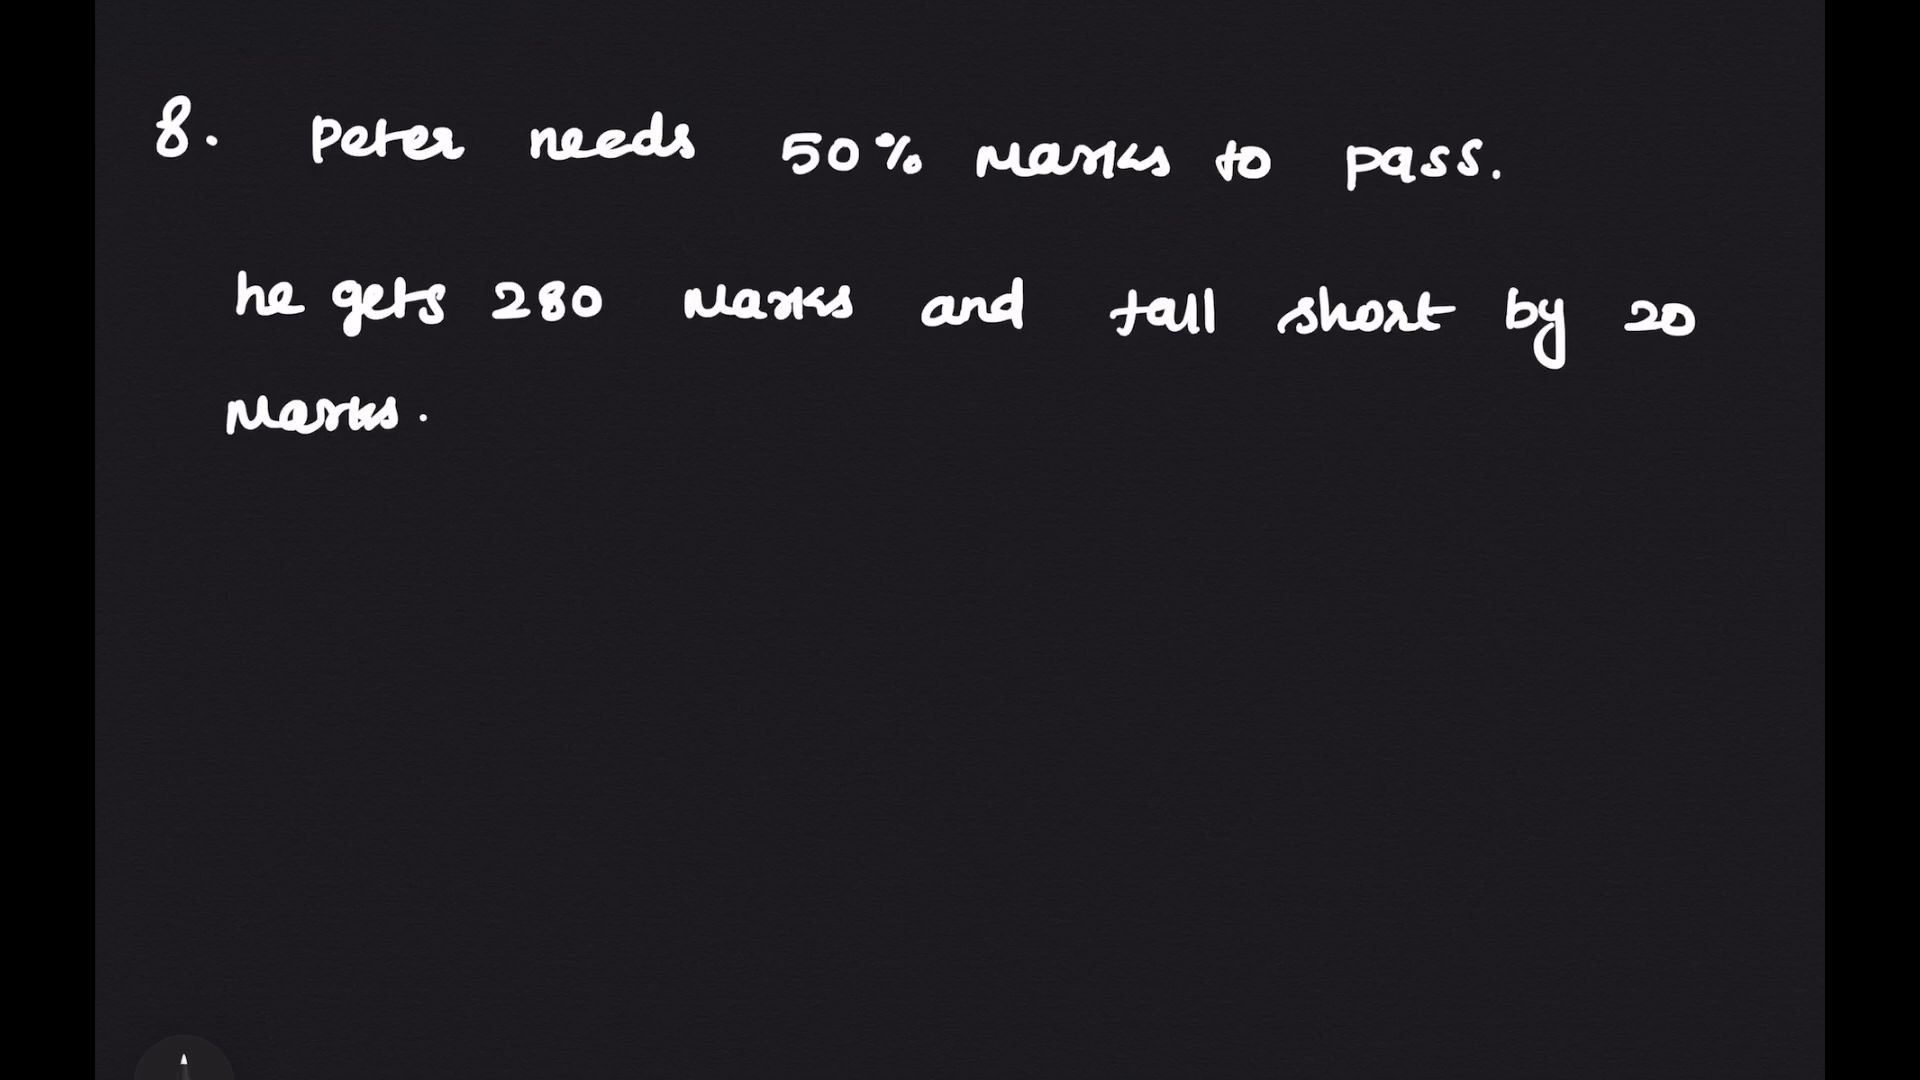 8. Peter needs 50% marks to pass.
he gets 280 marks and fall short by 20
marks.